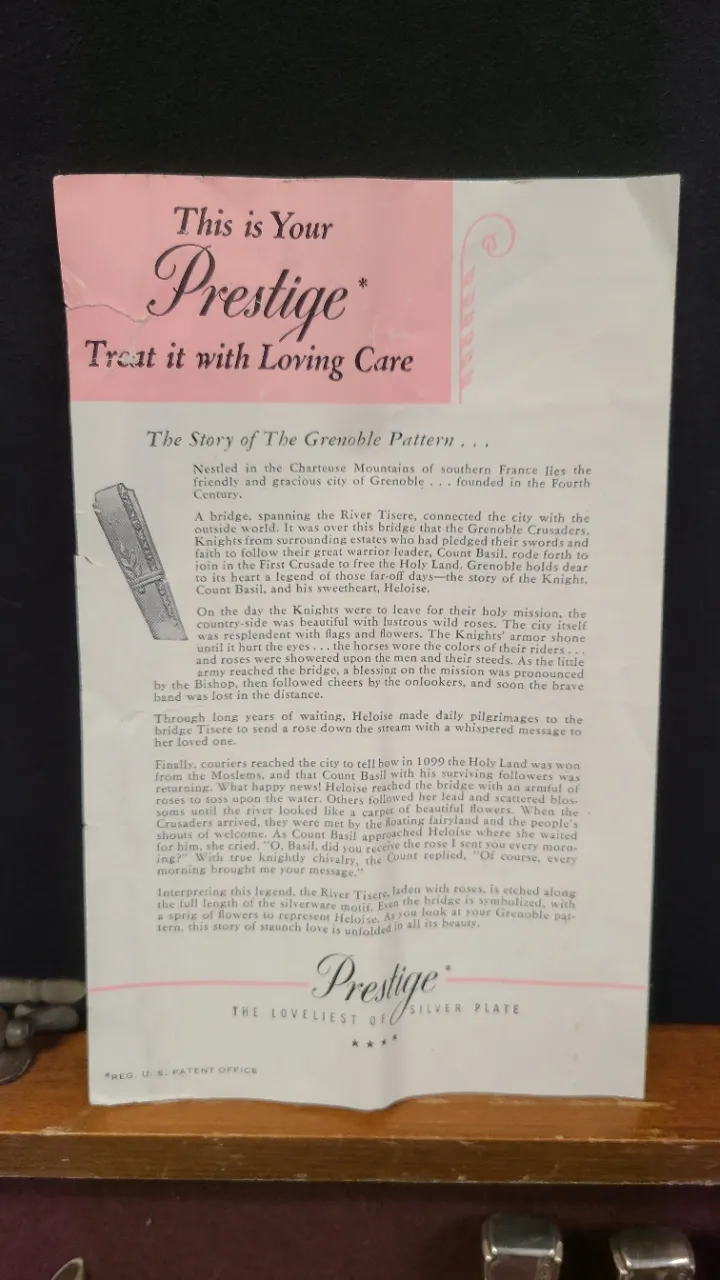 This is Your
Prestige*
Treat it with Loving Care
The Story of The Grenoble Pattern . . .
Nestled in the Charteuse Mountains of southern France lies the
friendly and gracious city of Grenoble . . . founded in the Fourth
Century.
A bridge, spanning the River Tisere, connected the city with the
outside world. It was over this bridge that the Grenoble Crusaders,
Knights from surrounding estates who had pledged their swords and
faith to follow their great warrior leader, Count Basil, rode forth to
join in the First Crusade to free the Holy Land. Grenoble holds dear
to its heart a legend of those far-off days—the story of the Knight,
Count Basil, and his sweetheart, Heloise.
On the day the Knights were to leave for their holy mission, the
country-side was beautiful with lustrous wild roses. The city itself
was resplendent with flags and flowers. The Knights' armor shone
until it hurt the eyes . . . the horses wore the colors of their riders . . .
and roses were showered upon the men and their steeds. As the little
army reached the bridge, a blessing on the mission was pronounced
by the Bishop, then followed cheers by the onlookers, and soon the brave
band was lost in the distance.
Through long years of waiting, Heloise made daily pilgrimages to the
bridge Tisere to send a rose down the stream with a whispered message to
her loved one.
Finally, couriers reached the city to tell how in 1099 the Holy Land was won
from the Moslems, and that Count Basil with his surviving followers was
returning. What happy news! Heloise reached the bridge with an armful of
roses to toss upon the water. Others followed her lead and scattered blos-
soms until the river looked like a carpet of beautiful flowers. When the
Crusaders arrived, they were met by the floating fairyland and the people's
shouts of welcome. As Count Basil approached Heloise where she waited
for him, she cried, "O, Basil, did you receive the rose I sent you every morn-
ing?" With true knightly chivalry, the Count replied, "Of course, every
morning brought me your message."
Interpreting this legend, the River Tisere, laden with roses, is etched along
the full length of the silverware motif. Even the bridge is symbolized, with
a sprig of flowers to represent Heloise. As you look at your Grenoble pat-
tern, this story of staunch love is unfolded in all its beauty.
Prestige*
THE LOVELIEST OF SILVER PLATE
*REG. U. S. PATENT OFFICE